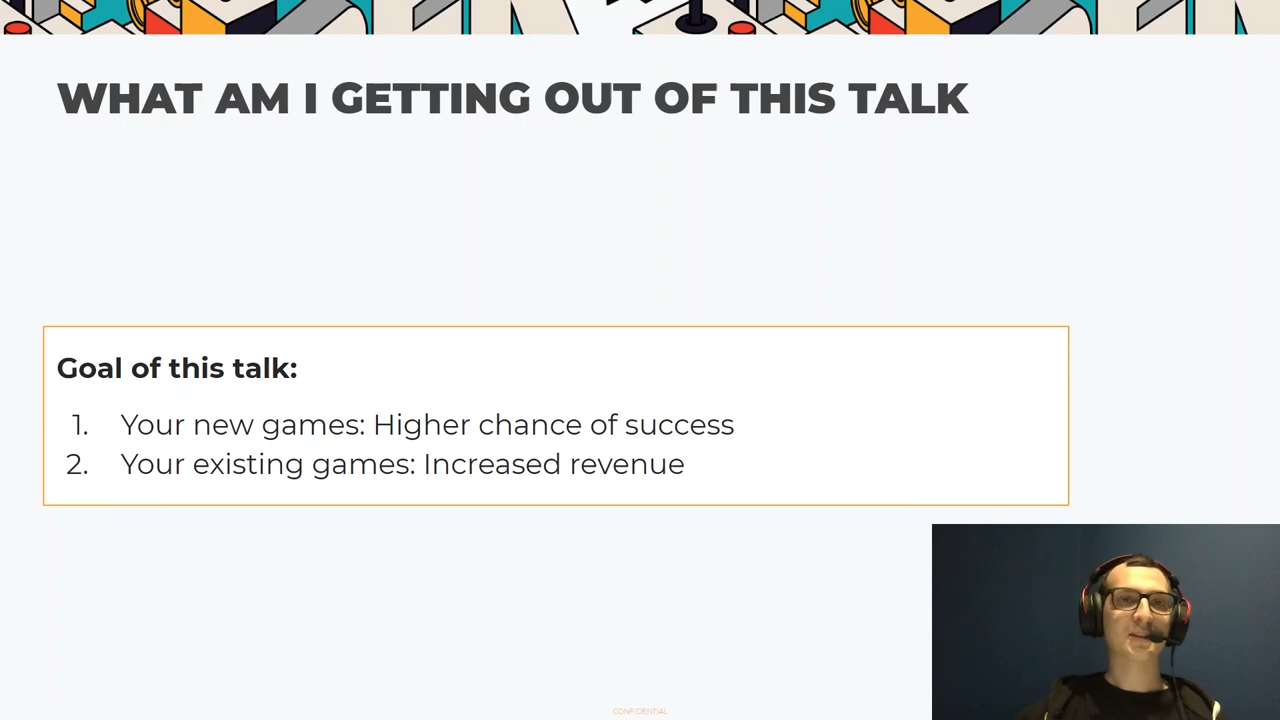 WHAT AM I GETTING OUT OF THIS TALK
Goal of this talk:
1. Your new games: Higher chance of success
2. Your existing games: Increased revenue
CONFIDENTIAL